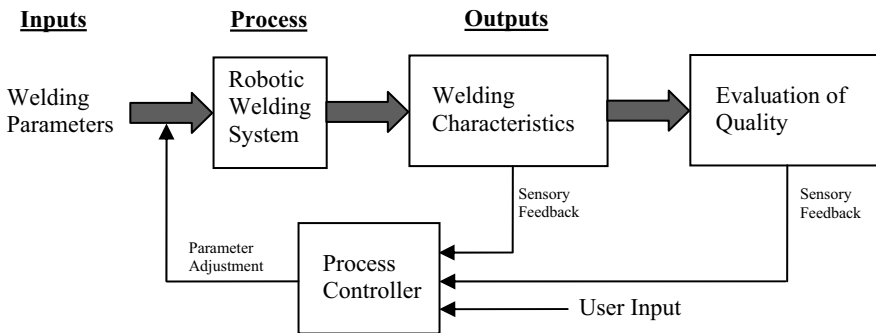 Inputs
Process
Outputs
Welding
Parameters
Robotic
Welding
System
Welding
Characteristics
Evaluation of
Quality
Sensory
Feedback
Sensory
Feedback
Parameter
Adjustment
Process
Controller
User Input